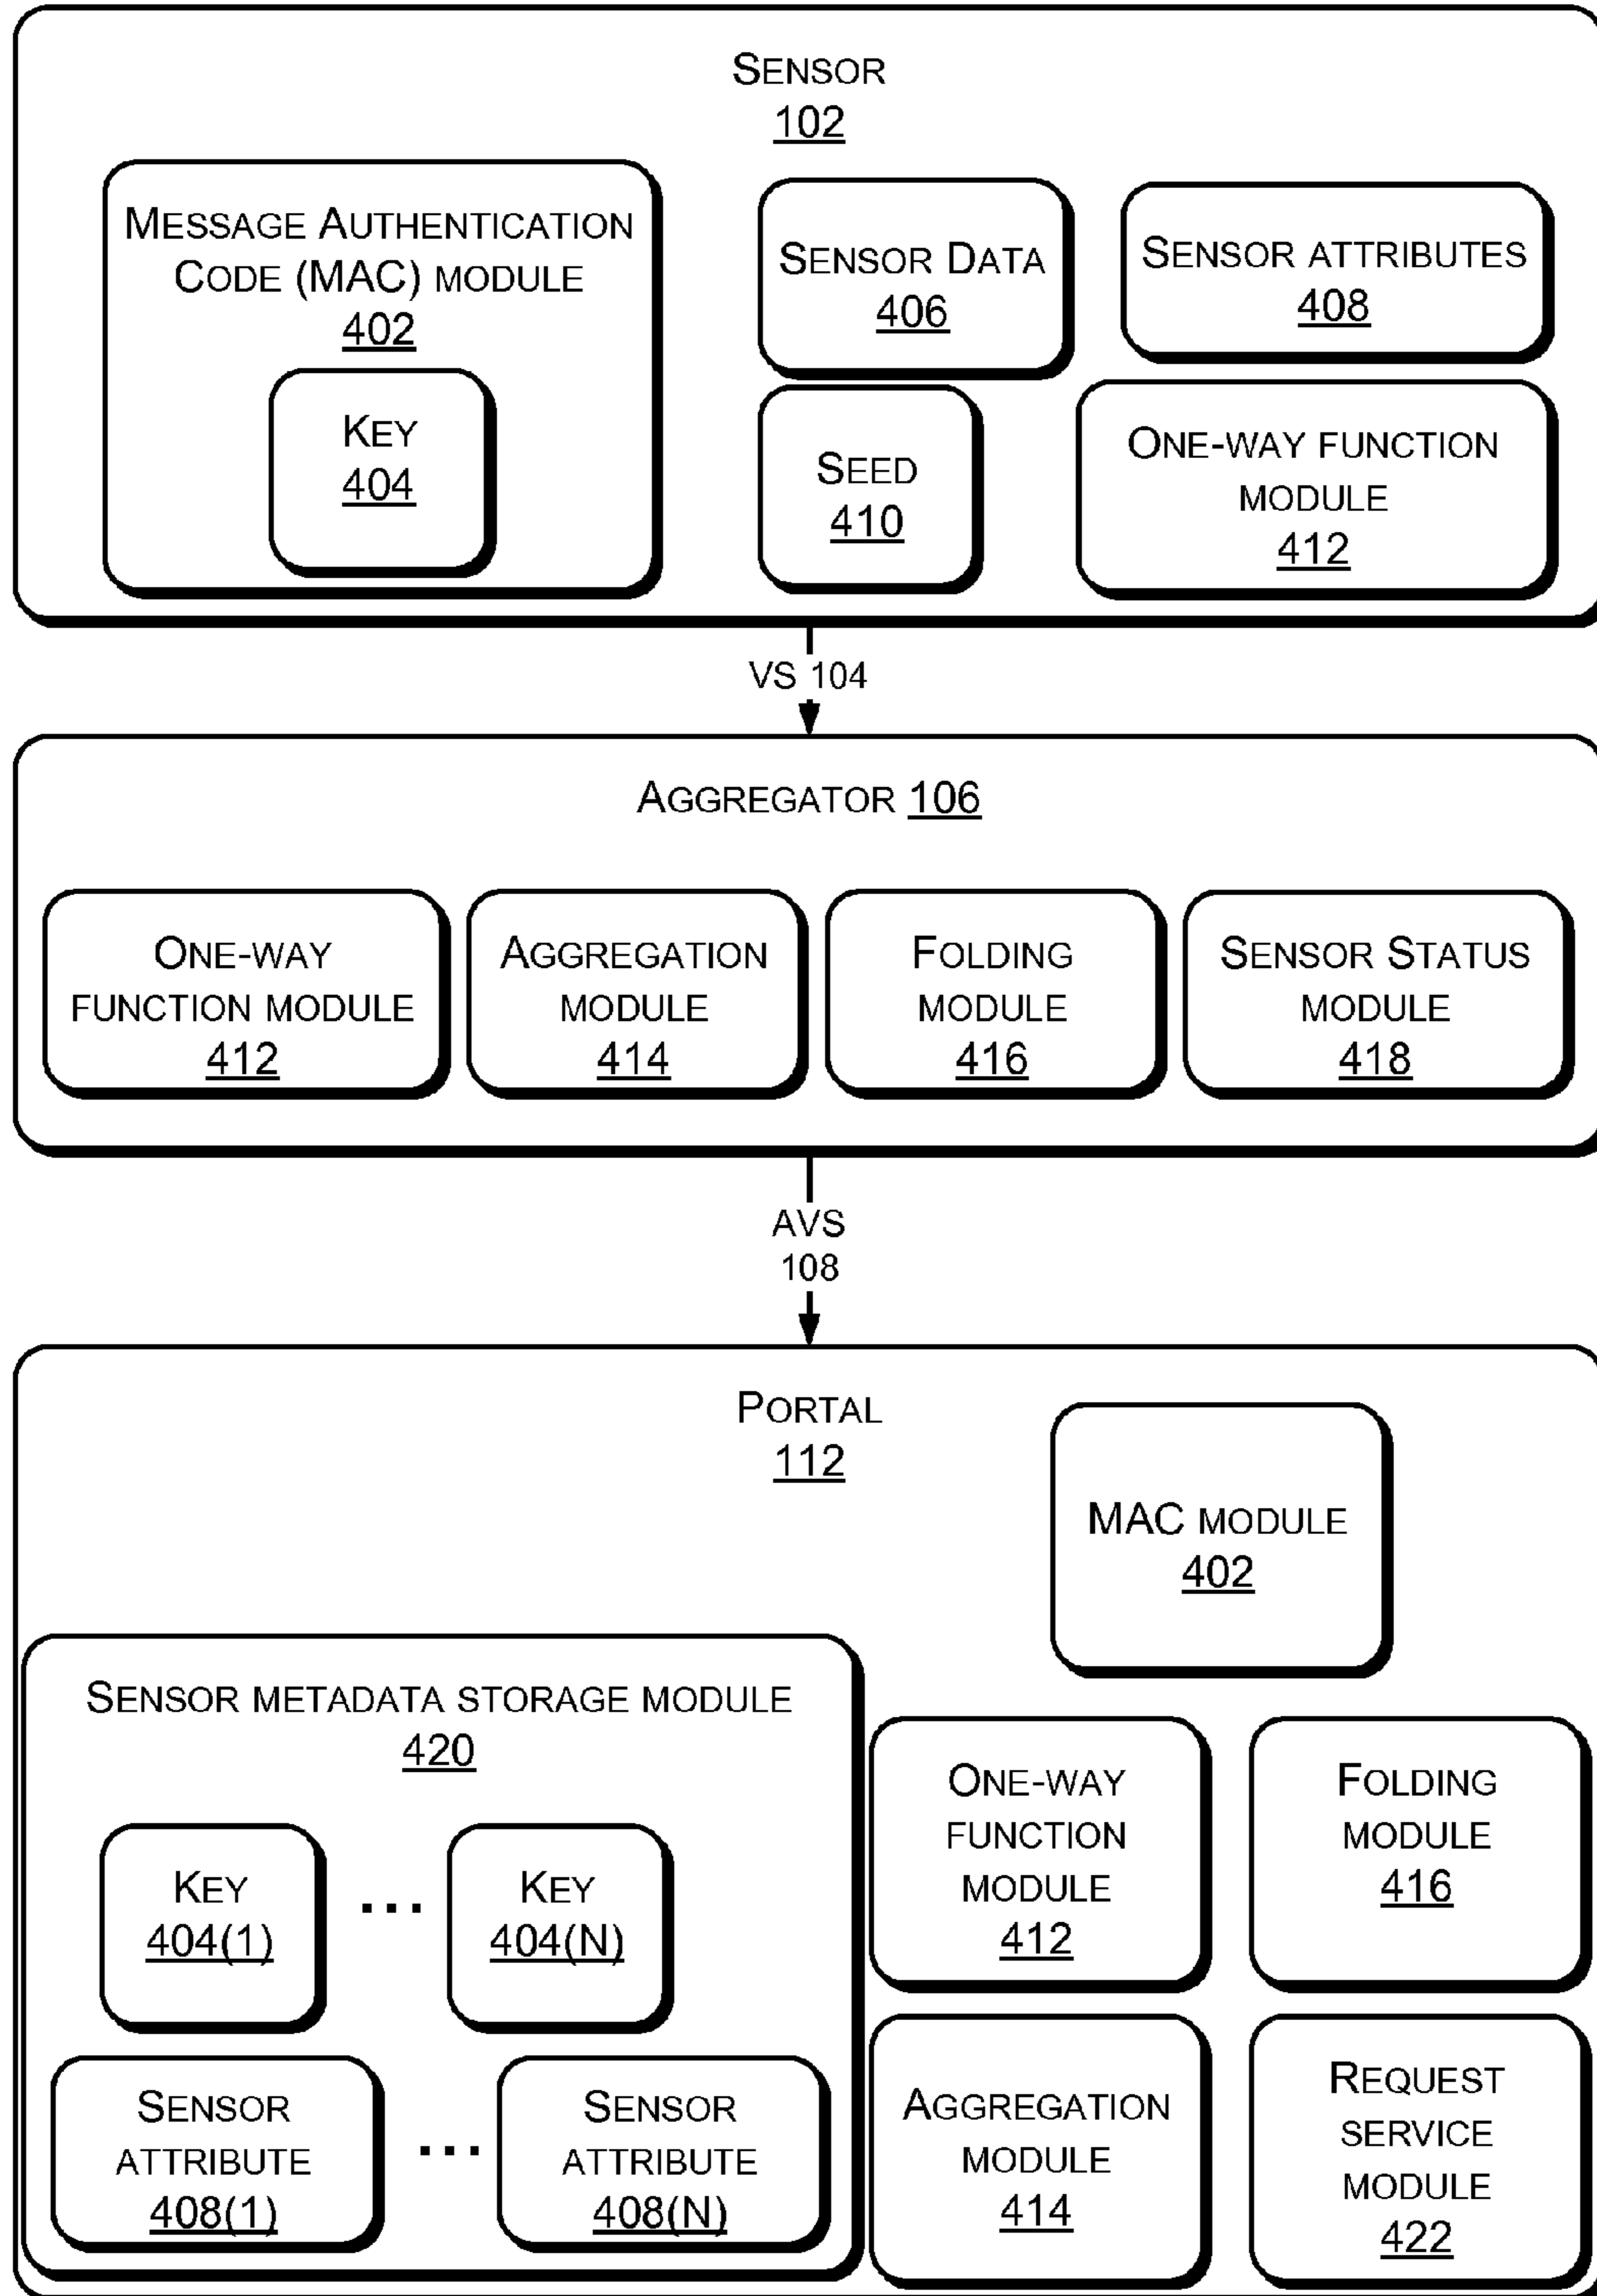 SENSOR
102
MESSAGE AUTHENTICATION
CODE (MAC) MODULE
402
KEY
404
SENSOR DATA
406
SENSOR ATTRIBUTES
408
SEED
410
ONE-WAY FUNCTION
MODULE
412
VS 104
AGGREGATOR 106
ONE-WAY
FUNCTION MODULE
412
AGGREGATION
MODULE
414
FOLDING
MODULE
416
SENSOR STATUS
MODULE
418
AVS
108
PORTAL
112
MAC MODULE
402
SENSOR METADATA STORAGE MODULE
420
KEY
404(1)
...
KEY
404(N)
SENSOR
ATTRIBUTE
408(1)
...
SENSOR
ATTRIBUTE
408(N)
ONE-WAY
FUNCTION
MODULE
412
FOLDING
MODULE
416
AGGREGATION
MODULE
414
REQUEST
SERVICE
MODULE
422